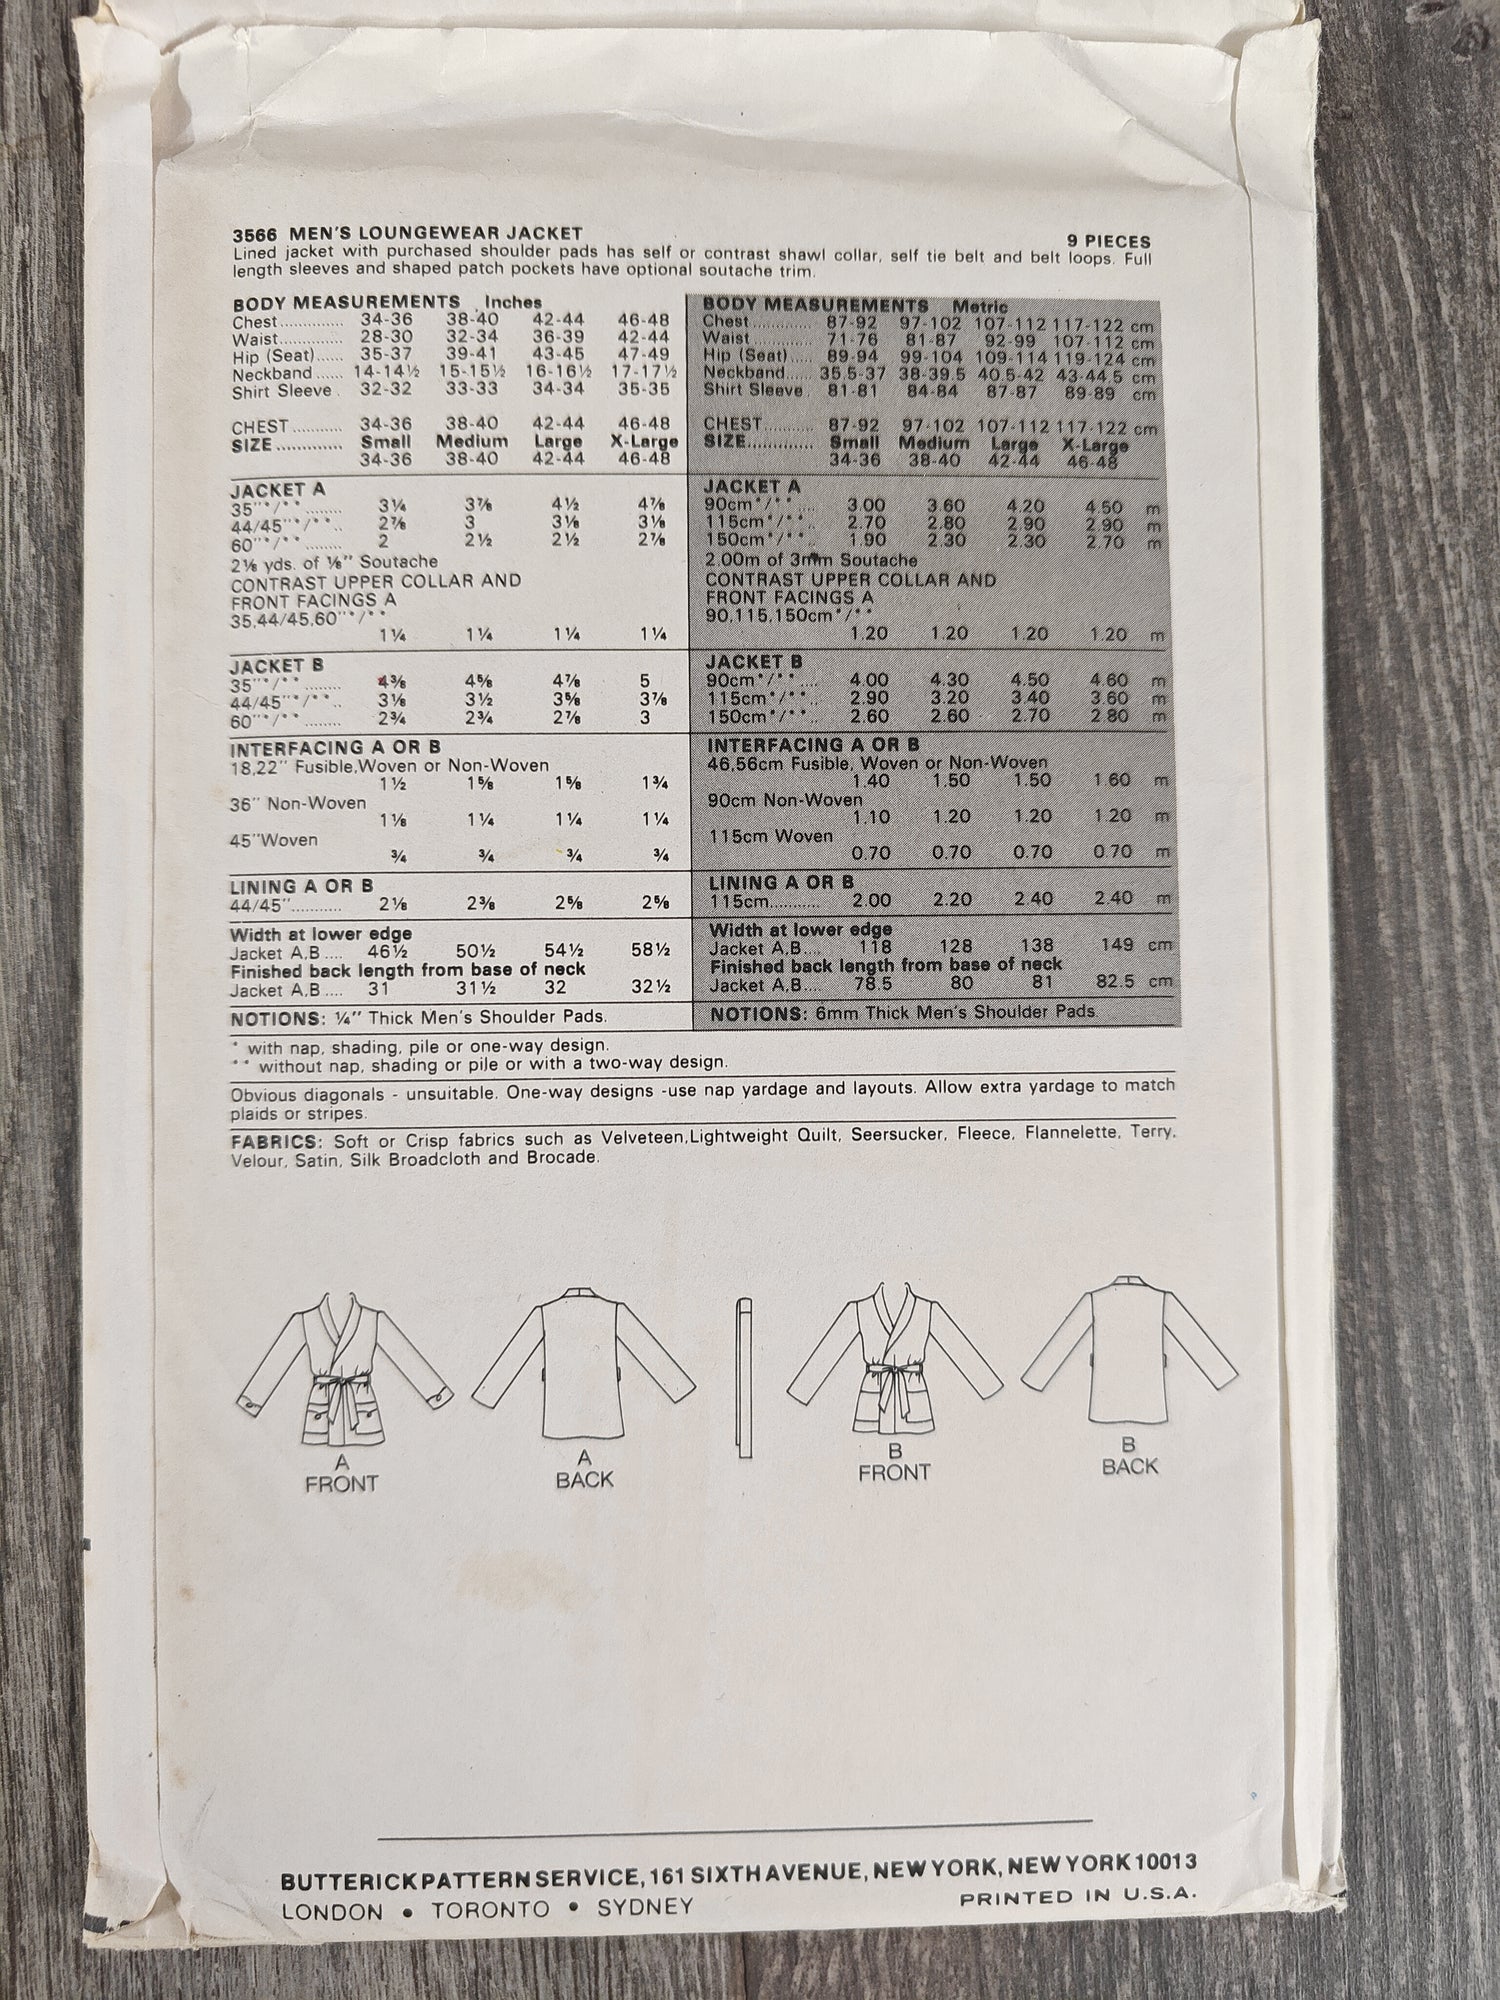 3566 MEN'S LOUNGEWEAR JACKET 9 PIECES
Lined jacket with purchased shoulder pads has self or contrast shawl collar, self tie belt and belt loops. Full
length sleeves and shaped patch pockets have optional soutache trim.
BODY MEASUREMENTS Inches
Chest............. 34-36 38-40 42-44 46-48
Waist............. 28-30 32-34 36-39 42-44
Hip (Seat)...... 35-37 39-41 43-45 47-49
Neckband...... 14-14½ 15-15½ 16-16½ 17-17½
Shirt Sleeve . 32-32 33-33 34-34 35-35
CHEST........... 34-36 38-40 42-44 46-48
SIZE............. Small Medium Large X-Large
34-36 38-40 42-44 46-48
JACKET A
35"*/** ........ 3¼ 3⅞ 4½ 4⅞
44/45"*/**.. 2⅞ 3 3⅛ 3⅛
60"*/** ........ 2 2½ 2½ 2⅞
2⅛ yds. of ⅛" Soutache
CONTRAST UPPER COLLAR AND
FRONT FACINGS A
35,44/45,60"*/**
1¼ 1¼ 1¼ 1¼
JACKET B
35"*/** ........ 4⅜ 4⅝ 4⅞ 5
44/45"*/**.. 3⅛ 3½ 3⅝ 3⅞
60"*/** ........ 2¾ 2¾ 2⅞ 3
INTERFACING A OR B
18,22" Fusible,Woven or Non-Woven
1½ 1⅝ 1⅝ 1¾
36" Non-Woven
1⅛ 1¼ 1¼ 1¼
45"Woven
¾ ¾ ¾ ¾
LINING A OR B
44/45".......... 2⅛ 2⅜ 2⅝ 2⅝
Width at lower edge
Jacket A,B.... 46½ 50½ 54½ 58½
Finished back length from base of neck
Jacket A,B.... 31 31½ 32 32½
NOTIONS: ¼" Thick Men's Shoulder Pads.
BODY MEASUREMENTS Metric
Chest............ 87-92 97-102 107-112 117-122 cm
Waist............ 71-76 81-87 92-99 107-112 cm
Hip (Seat)..... 89-94 99-104 109-114 119-124 cm
Neckband...... 35.5-37 38-39.5 40.5-42 43-44.5 cm
Shirt Sleeve. 81-81 84-84 87-87 89-89 cm
CHEST........... 87-92 97-102 107-112 117-122 cm
SIZE............. Small Medium Large X-Large
34-36 38-40 42-44 46-48
JACKET A
90cm*/** .... 3.00 3.60 4.20 4.50 m
115cm*/**.. 2.70 2.80 2.90 2.90 m
150cm*/**.. 1.90 2.30 2.30 2.70 m
2.00m of 3mm Soutache
CONTRAST UPPER COLLAR AND
FRONT FACINGS A
90,115,150cm*/**
1.20 1.20 1.20 1.20 m
JACKET B
90cm*/** .... 4.00 4.30 4.50 4.60 m
115cm*/**.. 2.90 3.20 3.40 3.60 m
150cm*/**.. 2.60 2.60 2.70 2.80 m
INTERFACING A OR B
46,56cm Fusible, Woven or Non-Woven
1.40 1.50 1.50 1.60 m
90cm Non-Woven
1.10 1.20 1.20 1.20 m
115cm Woven
0.70 0.70 0.70 0.70 m
LINING A OR B
115cm.......... 2.00 2.20 2.40 2.40 m
Width at lower edge
Jacket A,B.... 118 128 138 149 cm
Finished back length from base of neck
Jacket A,B.... 78.5 80 81 82.5 cm
NOTIONS: 6mm Thick Men's Shoulder Pads.
* with nap, shading, pile or one-way design.
** without nap, shading or pile or with a two-way design.
Obvious diagonals - unsuitable. One-way designs -use nap yardage and layouts. Allow extra yardage to match
plaids or stripes.
FABRICS: Soft or Crisp fabrics such as Velveteen,Lightweight Quilt, Seersucker, Fleece, Flannelette, Terry,
Velour, Satin, Silk Broadcloth and Brocade.
A
FRONT
A
BACK
B
FRONT
B
BACK
BUTTERICK PATTERN SERVICE, 161 SIXTH AVENUE, NEW YORK, NEW YORK 10013
LONDON • TORONTO • SYDNEY PRINTED IN U.S.A.